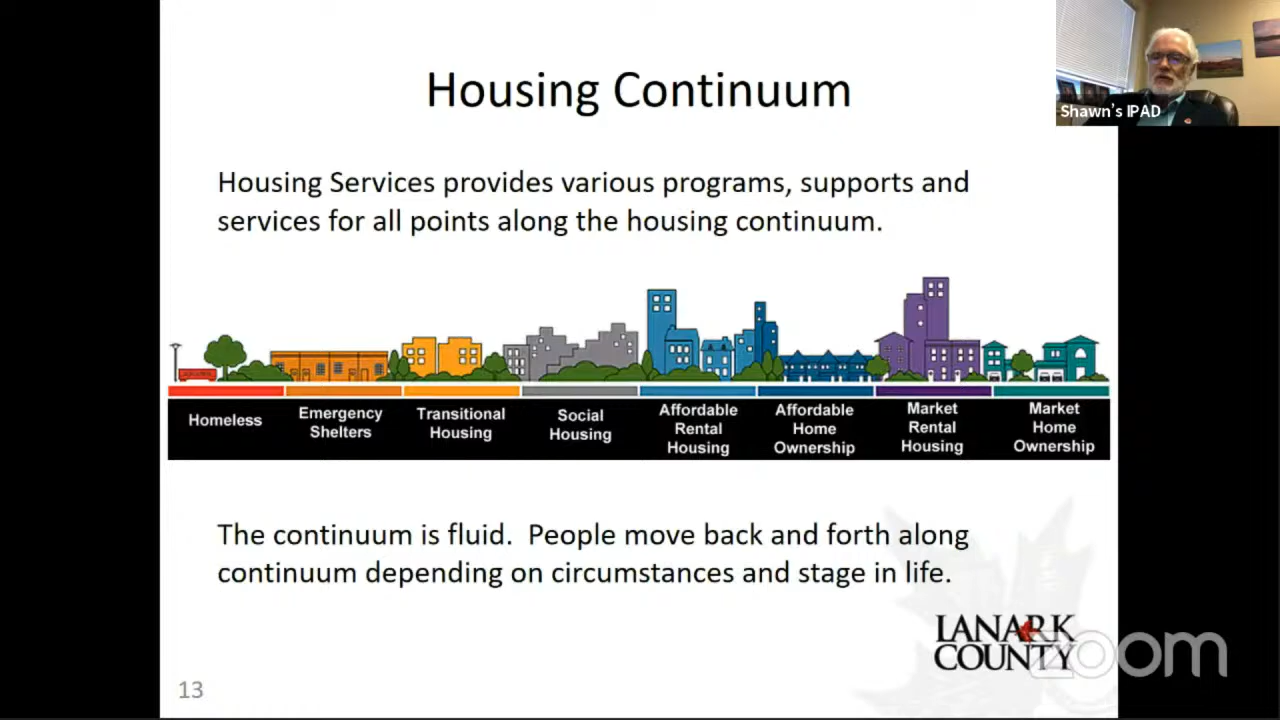 Housing Continuum
Shawn's IPAD
Housing Services provides various programs, supports and
services for all points along the housing continuum.
Homeless
Emergency
Shelters
Transitional
Housing
Social
Housing
Affordable
Rental
Housing
Affordable
Home
Ownership
Market
Rental
Housing
Market
Home
Ownership
The continuum is fluid.  People move back and forth along
continuum depending on circumstances and stage in life.
LANARK
COUNTY
zoom
13